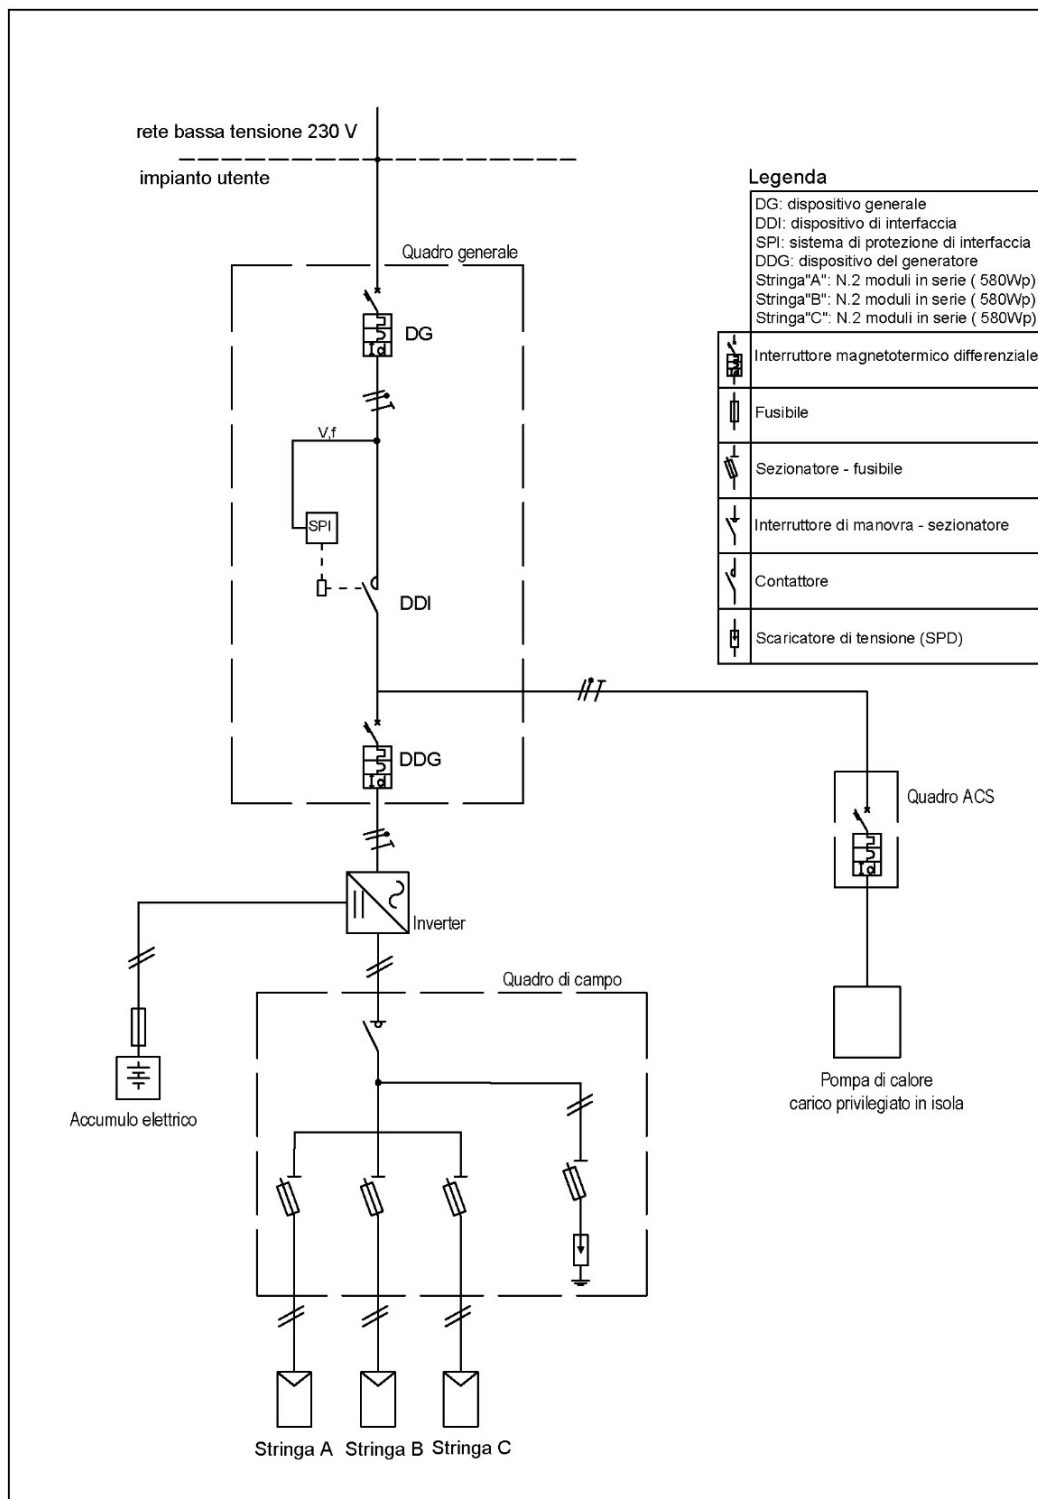 rete bassa tensione 230 V
impianto utente
Legenda
DG: dispositivo generale
DDI: dispositivo di interfaccia
SPI: sistema di protezione di interfaccia
DDG: dispositivo del generatore
Stringa"A": N.2 moduli in serie ( 580Wp)
Stringa"B": N.2 moduli in serie ( 580Wp)
Stringa"C": N.2 moduli in serie ( 580Wp)
Interruttore magnetotermico differenziale
Fusibile
Sezionatore - fusibile
Interruttore di manovra - sezionatore
Contattore
Scaricatore di tensione (SPD)
Quadro generale
Id
DG
V,f
SPI
DDI
DDG
Id
Quadro ACS
Id
Inverter
Quadro di campo
Accumulo elettrico
Pompa di calore
carico privilegiato in isola
Stringa A
Stringa B
Stringa C